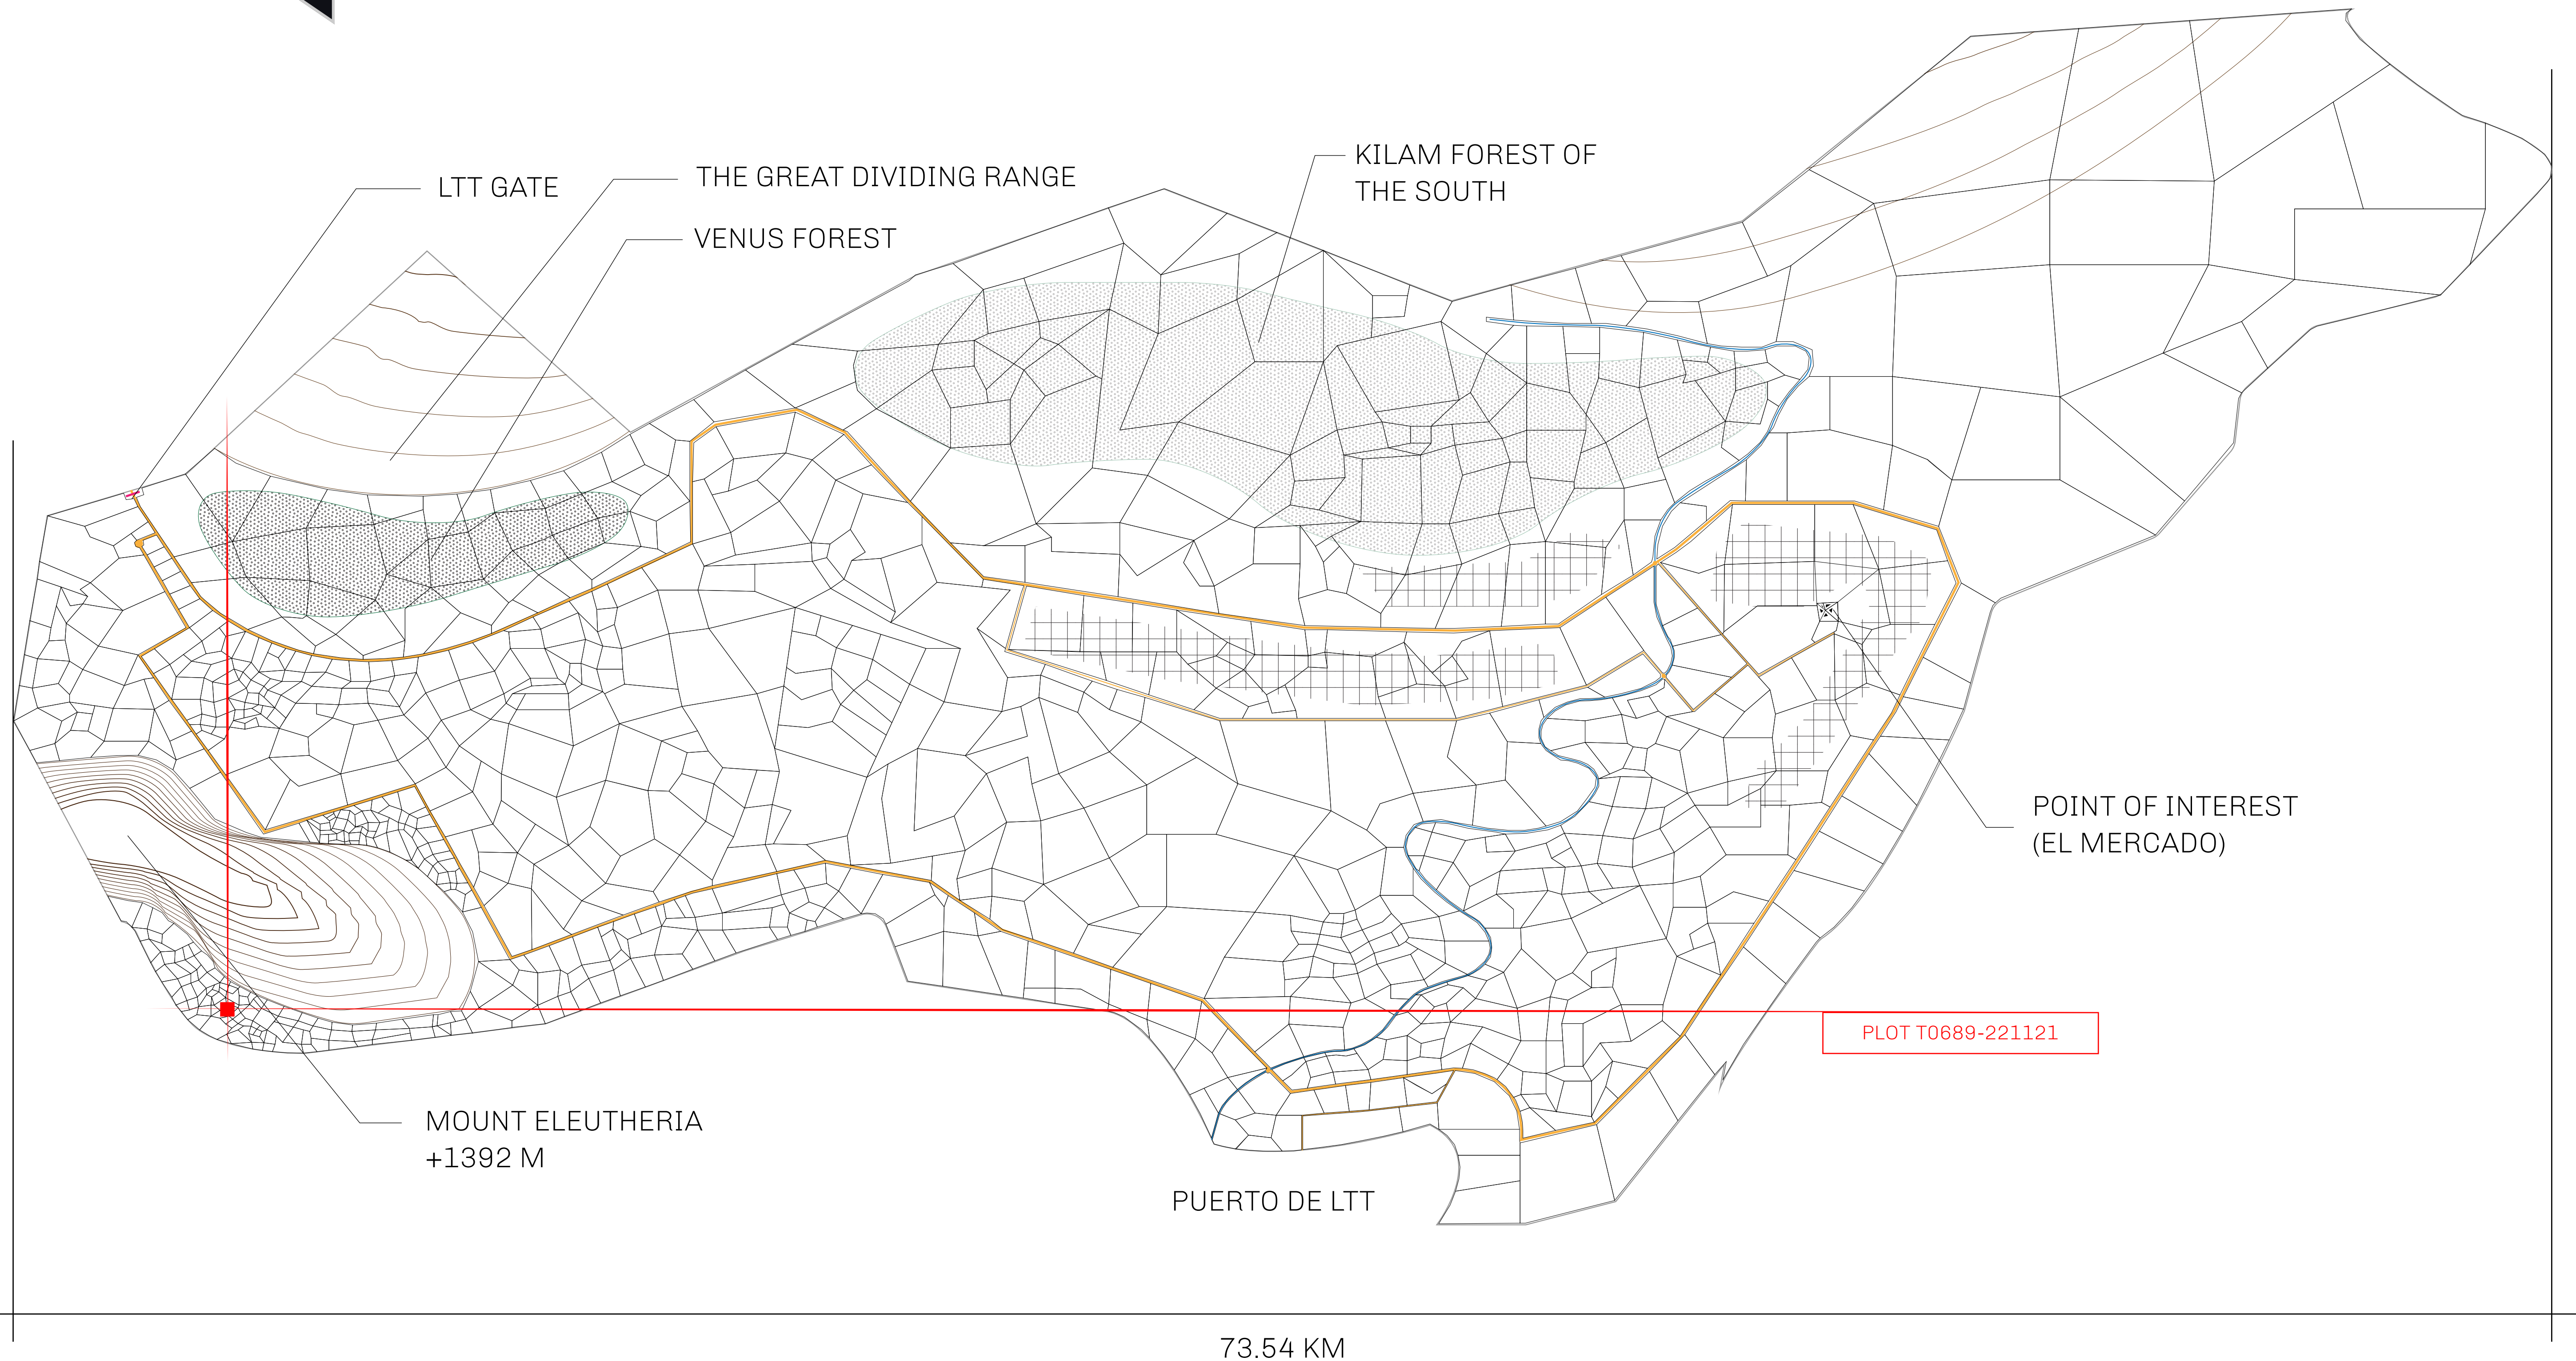 KILAM FOREST OF
THE SOUTH
LTT GATE
THE GREAT DIVIDING RANGE
VENUS FOREST
POINT OF INTEREST
(EL MERCADO)
PLOT T0689-221121
MOUNT ELEUTHERIA
+1392 M
PUERTO DE LTT
73.54 KM